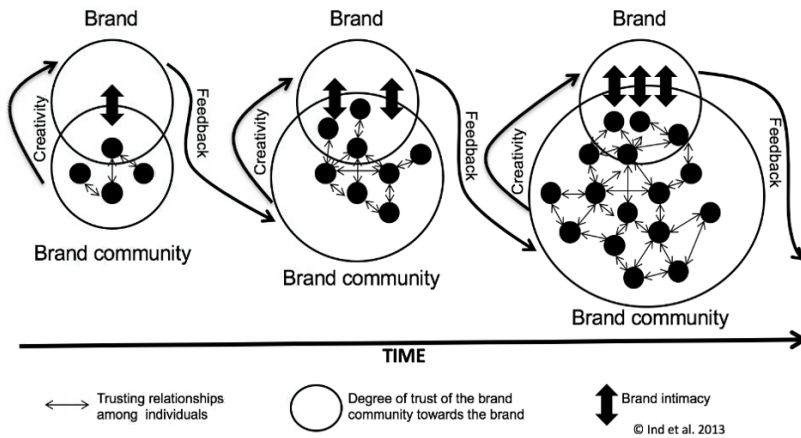 Brand
Brand
Brand
Creativity
Feedback
Creativity
Feedback
Creativity
Feedback
Brand community
Brand community
Brand community
TIME
Trusting relationships
among individuals
Degree of trust of the brand
community towards the brand
Brand intimacy
© Ind et al. 2013